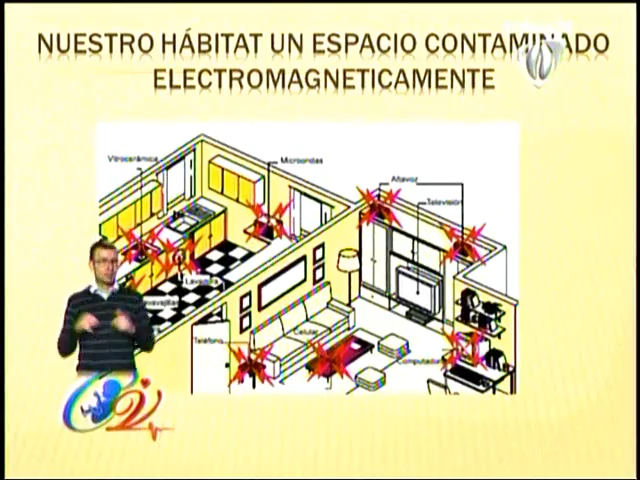 NUESTRO HÁBITAT UN ESPACIO CONTAMINADO
ELECTROMAGNETICAMENTE
Vitrocerámica
Microondas
Altavoz
Televisión
Lavadora
Teléfono
Celular
Computadora